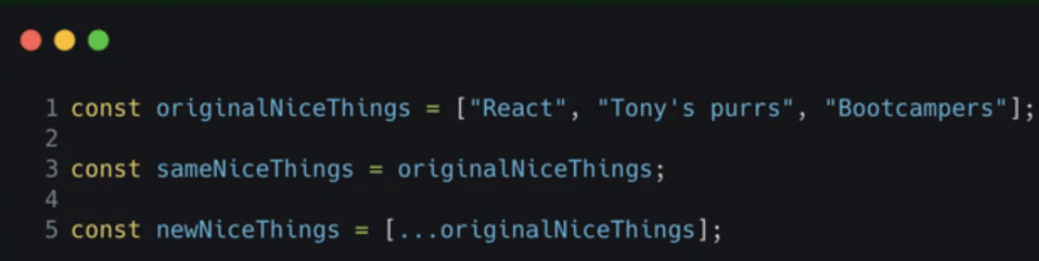 1 const originalNiceThings = ["React", "Tony's purrs", "Bootcampers"];
2
3 const sameNiceThings = originalNiceThings;
4
5 const newNiceThings = [...originalNiceThings];